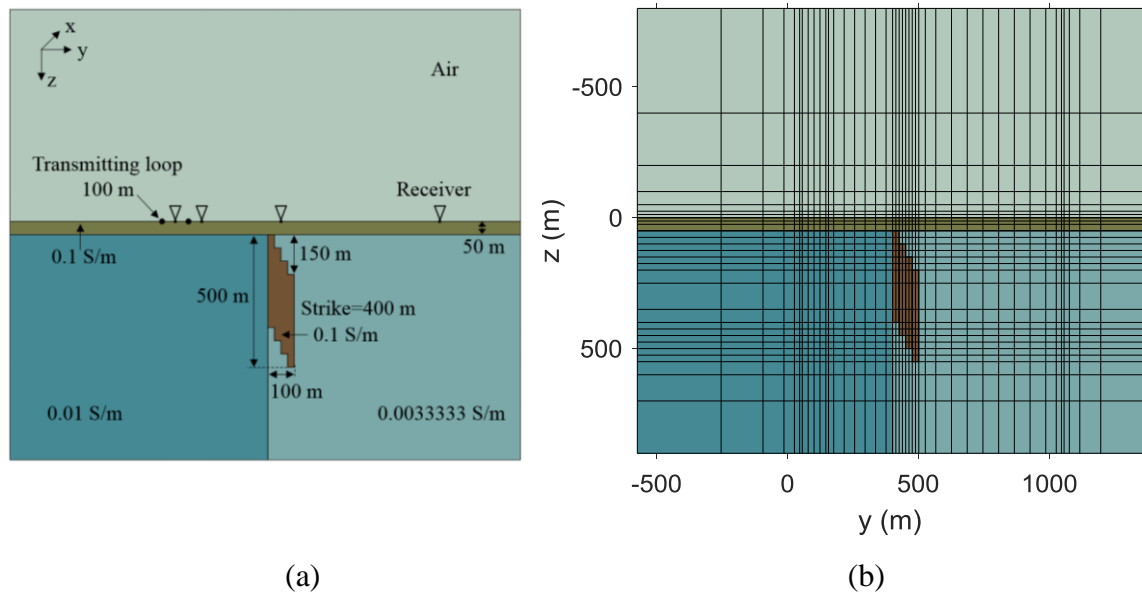 x
y
z
Air
Transmitting loop
100 m
Receiver
0.1 S/m
50 m
150 m
500 m
Strike=400 m
0.1 S/m
100 m
0.01 S/m
0.0033333 S/m
(a)
-500
0
500
z (m)
-500 0 500 1000
y (m)
(b)